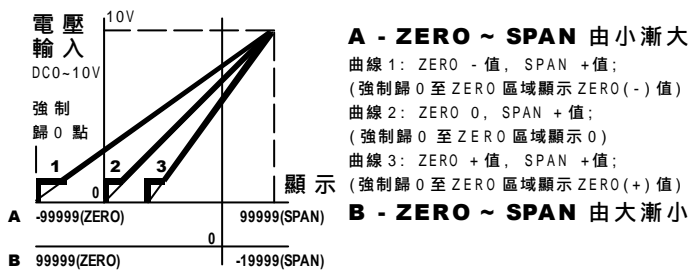 電壓
輸入
DC0~10V
10V
強制
歸0點
1 2 3
0
顯示
A -99999(ZERO) 99999(SPAN)
0
B 99999(ZERO) -19999(SPAN)
A - ZERO ~ SPAN 由小漸大
曲線1: ZERO -值, SPAN +值;
(強制歸0至ZERO區域顯示ZERO(-)值)
曲線2: ZERO 0, SPAN +值;
(強制歸0至ZERO區域顯示0)
曲線3: ZERO +值, SPAN +值;
(強制歸0至ZERO區域顯示ZERO(+)值)
B - ZERO ~ SPAN 由大漸小